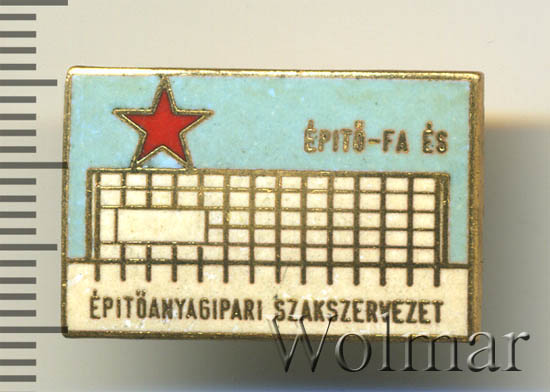 ÉPITŐ-FA ÉS
ÉPITŐANYAGIPARI SZAKSZERVEZET
Wolmar